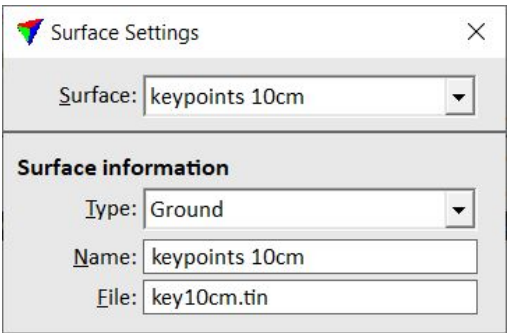 Surface Settings
Surface: keypoints 10cm
Surface information
Type: Ground
Name: keypoints 10cm
File: key10cm.tin